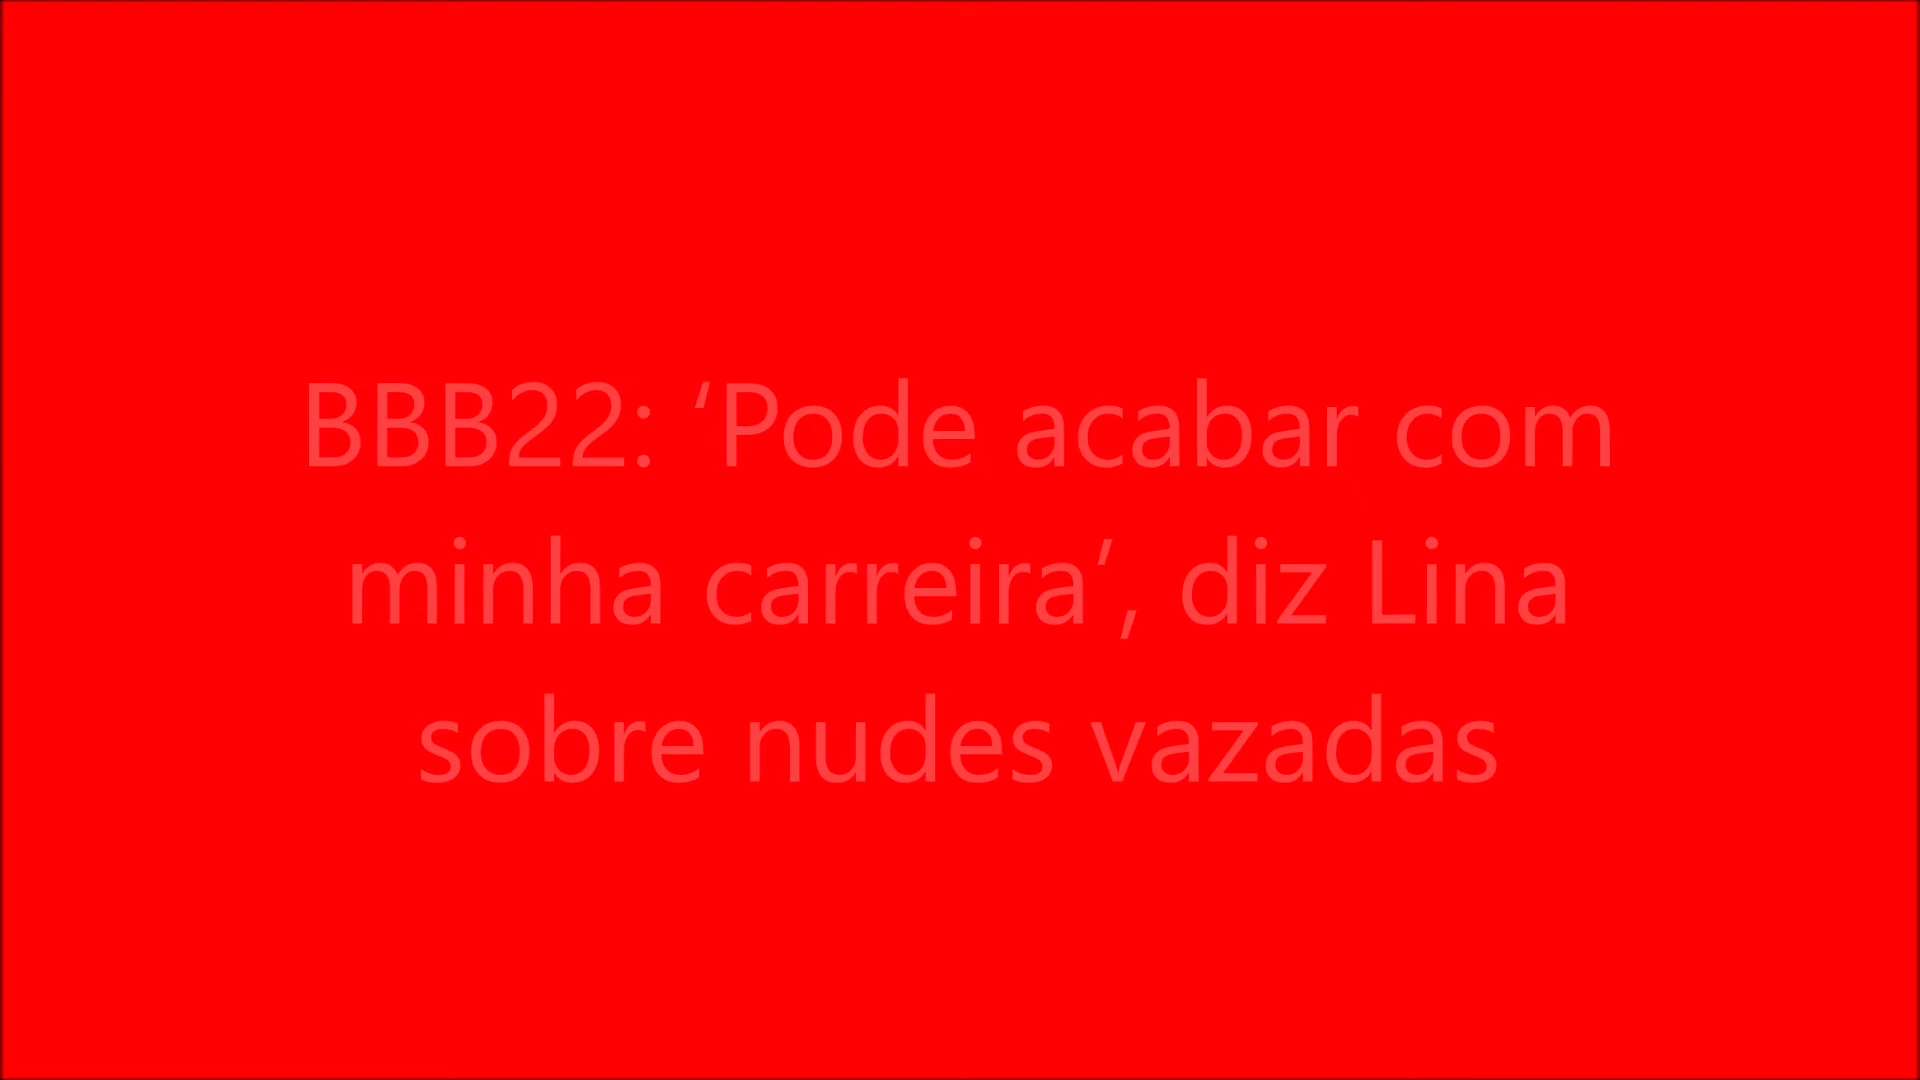 BBB22: ‘Pode acabar com
minha carreira’, diz Lina
sobre nudes vazadas